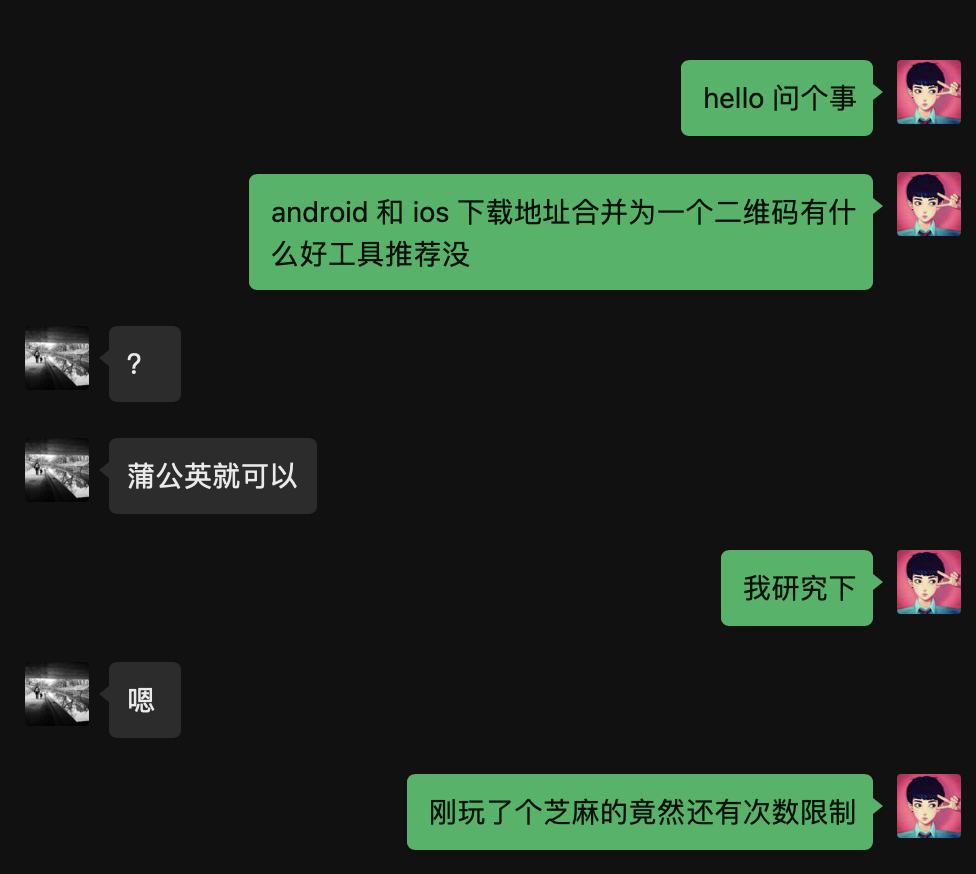 hello 问个事
android 和 ios 下载地址合并为一个二维码有什
么好工具推荐没
?
蒲公英就可以
我研究下
嗯
刚玩了个芝麻的竟然还有次数限制